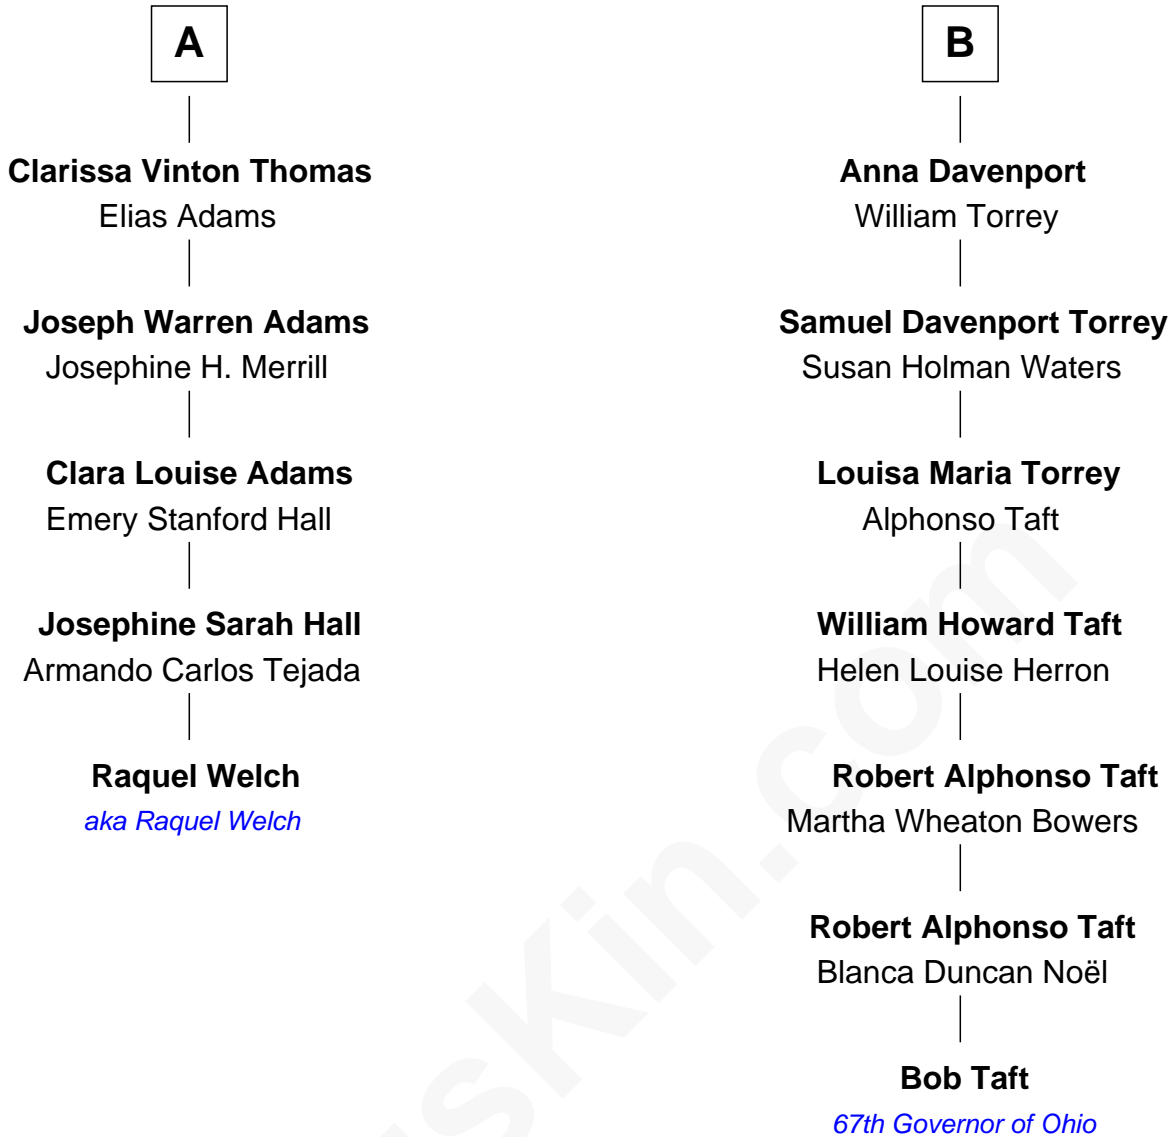 A
Clarissa Vinton Thomas
Elias Adams
Joseph Warren Adams
Josephine H. Merrill
Clara Louise Adams
Emery Stanford Hall
Josephine Sarah Hall
Armando Carlos Tejada
Raquel Welch
aka Raquel Welch
B
Anna Davenport
William Torrey
Samuel Davenport Torrey
Susan Holman Waters
Louisa Maria Torrey
Alphonso Taft
William Howard Taft
Helen Louise Herron
Robert Alphonso Taft
Martha Wheaton Bowers
Robert Alphonso Taft
Blanca Duncan Noël
Bob Taft
67th Governor of Ohio